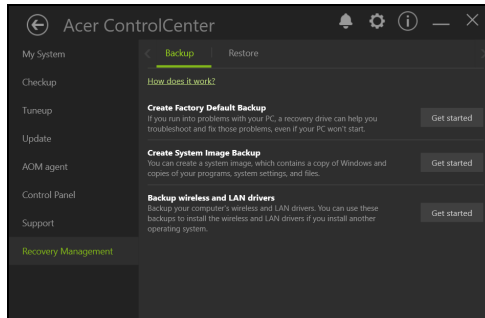 Acer ControlCenter
My System
Checkup
Tuneup
Update
AOM agent
Control Panel
Support
Recovery Management
Backup
Restore
How does it work?
Create Factory Default Backup
If you run into problems with your PC, a recovery drive can help you
troubleshoot and fix those problems, even if your PC won't start.
Get started
Create System Image Backup
You can create a system image, which contains a copy of Windows and
copies of your programs, system settings, and files.
Get started
Backup wireless and LAN drivers
Backup your computer's wireless and LAN drivers. You can use these
backups to install the wireless and LAN drivers if you install another
operating system.
Get started